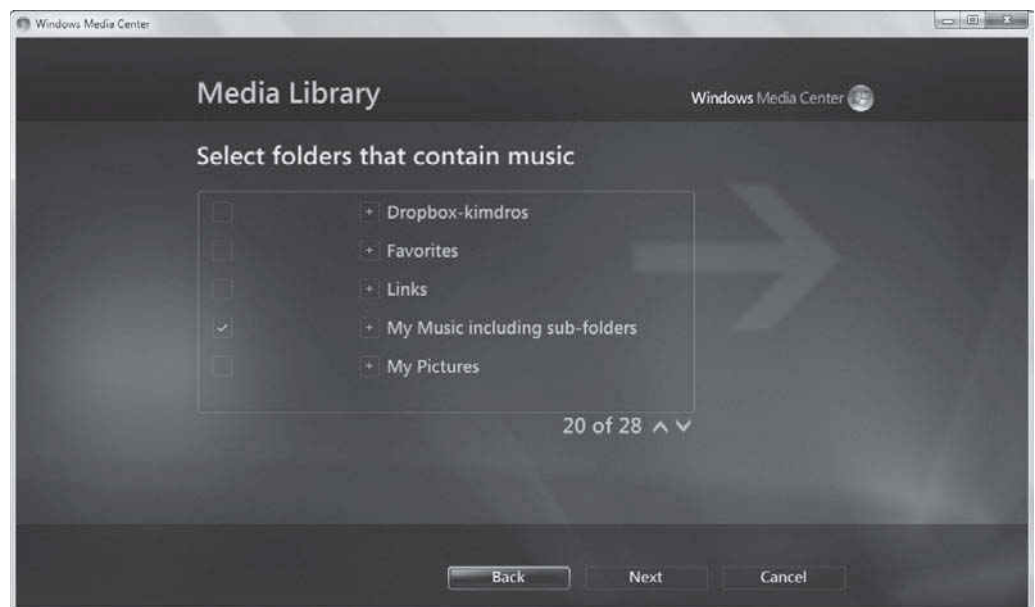 Windows Media Center
Media Library
Windows Media Center
Select folders that contain music
+ Dropbox-kimdros
+ Favorites
+ Links
+ My Music including sub-folders
+ My Pictures
20 of 28
Back
Next
Cancel